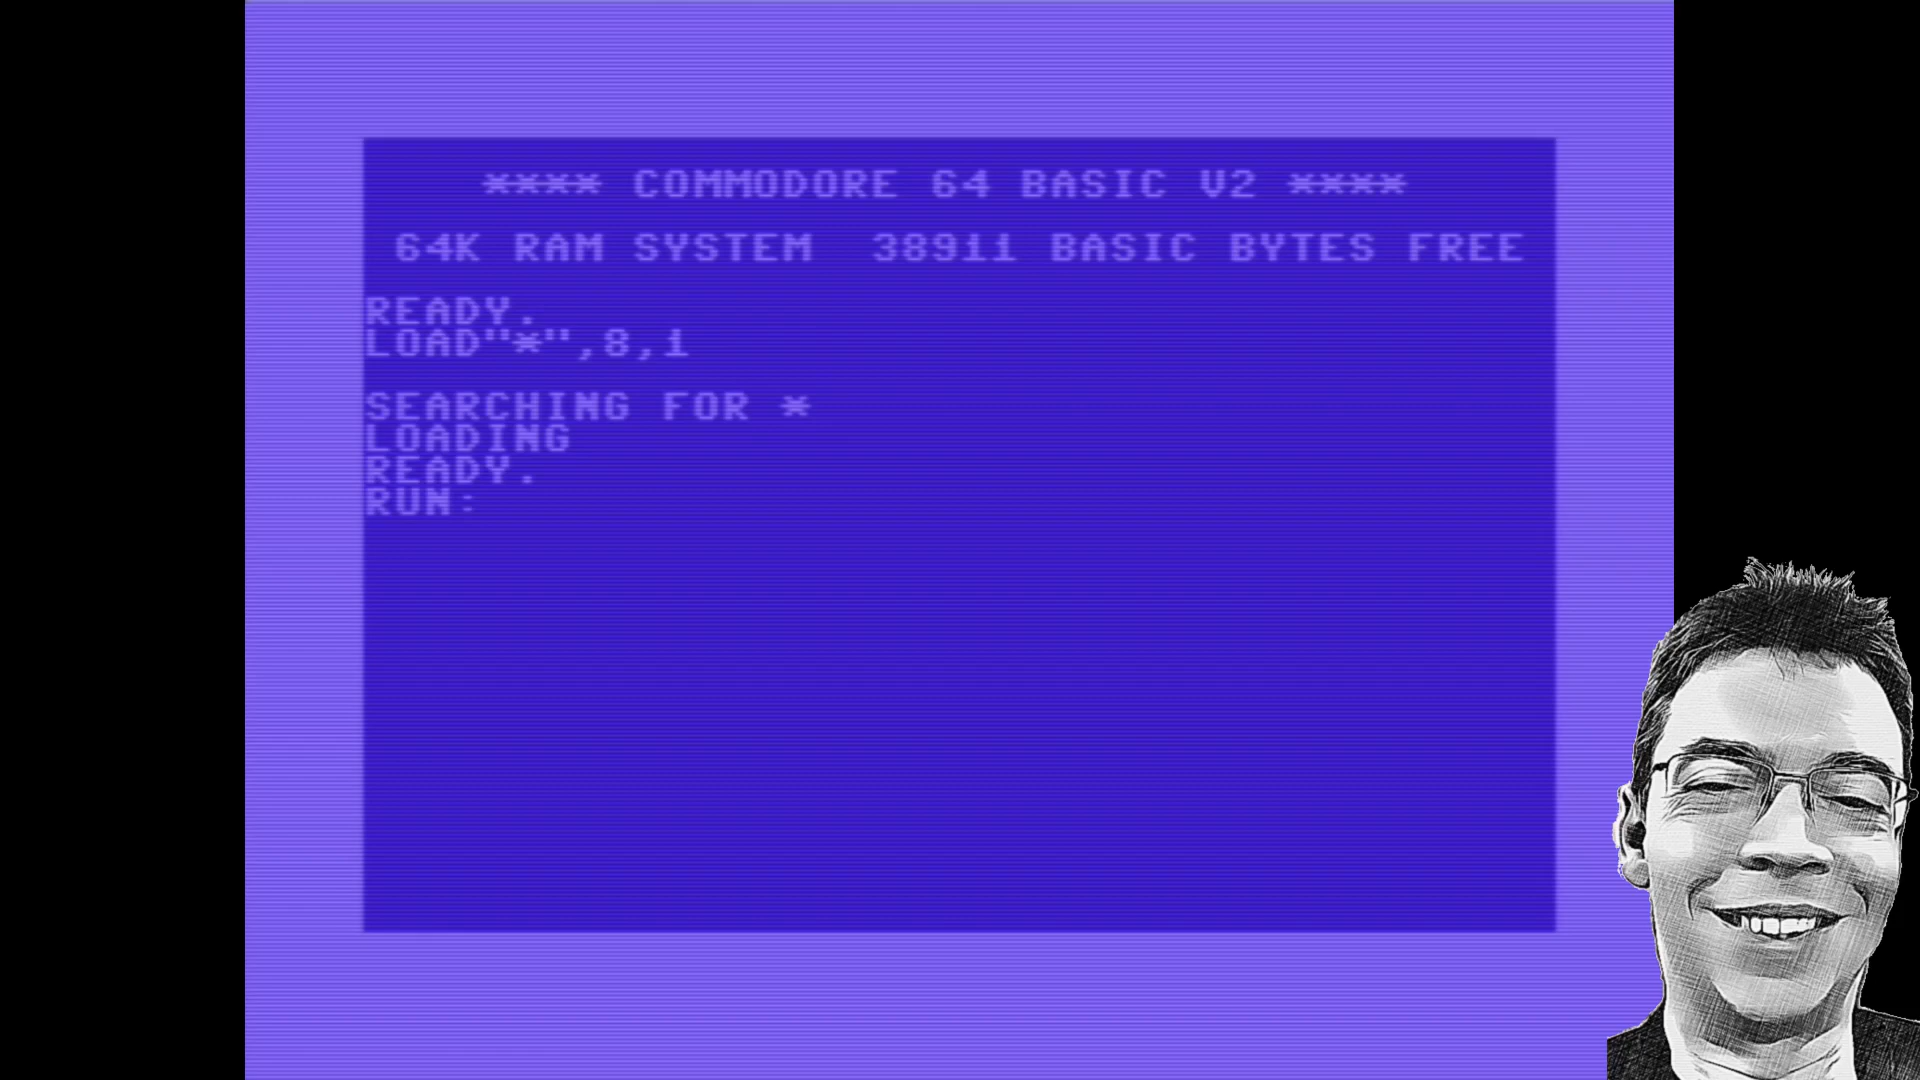 **** COMMODORE 64 BASIC V2 ****
64K RAM SYSTEM  38911 BASIC BYTES FREE
READY.
LOAD"*",8,1
SEARCHING FOR *
LOADING
READY.
RUN: